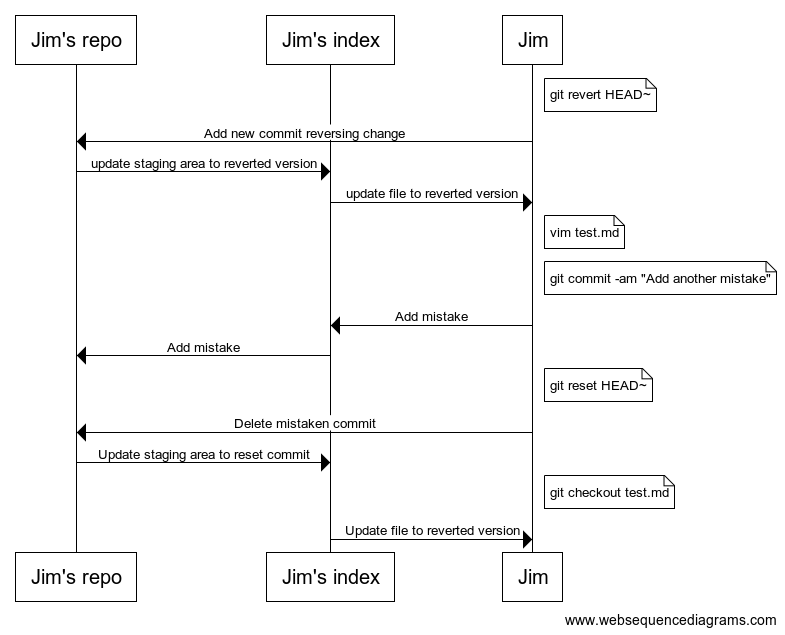 Jim's repo
Jim's index
Jim
git revert HEAD~
Add new commit reversing change
update staging area to reverted version
update file to reverted version
vim test.md
git commit -am "Add another mistake"
Add mistake
Add mistake
git reset HEAD~
Delete mistaken commit
Update staging area to reset commit
git checkout test.md
Update file to reverted version
Jim's repo
Jim's index
Jim
www.websequencediagrams.com